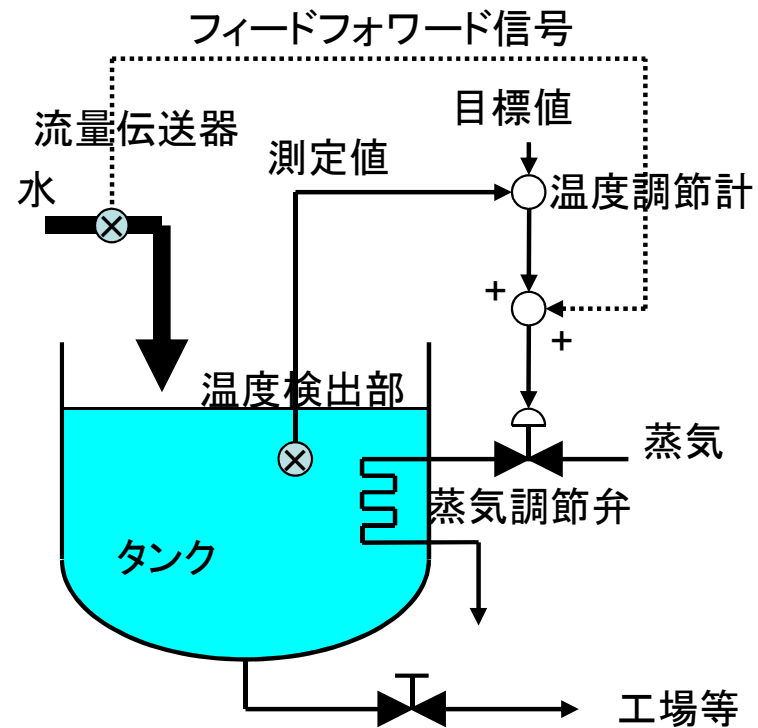 フィードフォワード信号
目標値
流量伝送器
測定値
水
温度調節計
+
+
温度検出部
蒸気
蒸気調節弁
タンク
工場等